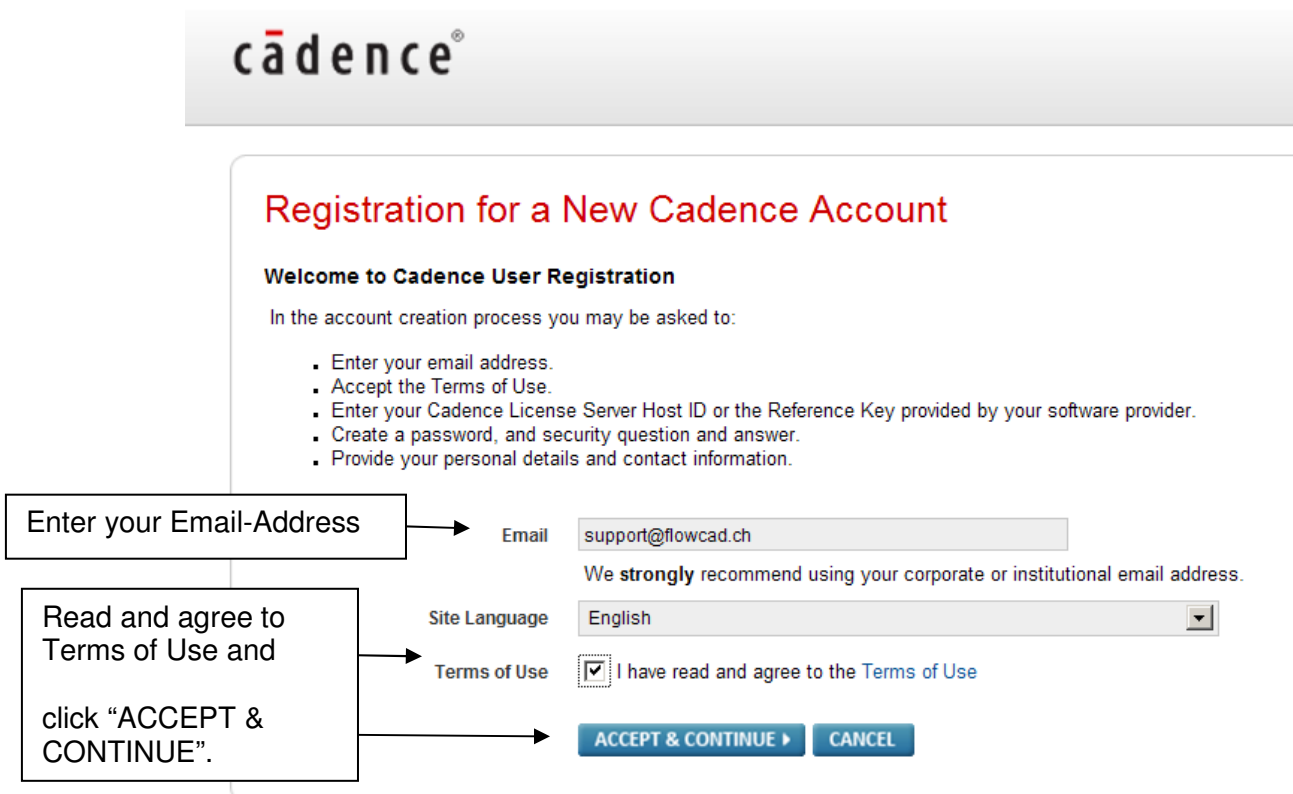 cādence®
Registration for a New Cadence Account
Welcome to Cadence User Registration
In the account creation process you may be asked to:
▪ Enter your email address.
▪ Accept the Terms of Use.
▪ Enter your Cadence License Server Host ID or the Reference Key provided by your software provider.
▪ Create a password, and security question and answer.
▪ Provide your personal details and contact information.
Enter your Email-Address
Email support@flowcad.ch
We strongly recommend using your corporate or institutional email address.
Read and agree to
Terms of Use and
click “ACCEPT &
CONTINUE”.
Site Language English
Terms of Use I have read and agree to the Terms of Use
ACCEPT & CONTINUE CANCEL